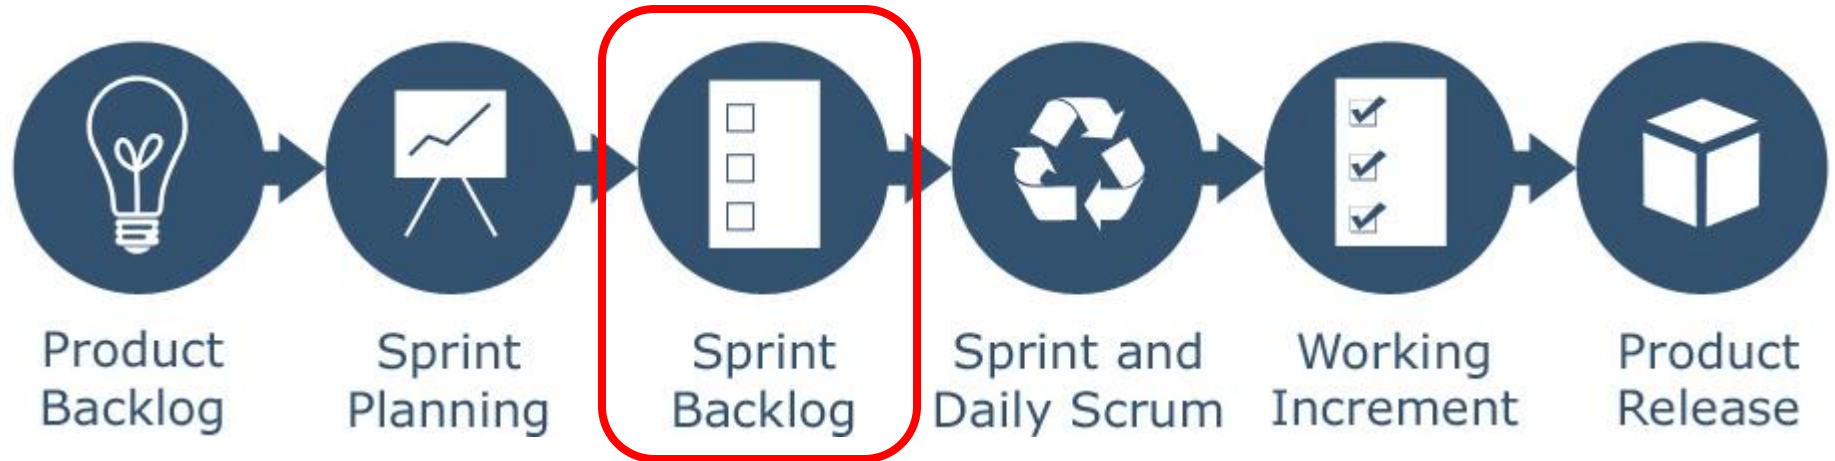 Product
Backlog
Sprint
Planning
Sprint
Backlog
Sprint and
Daily Scrum
Working
Increment
Product
Release